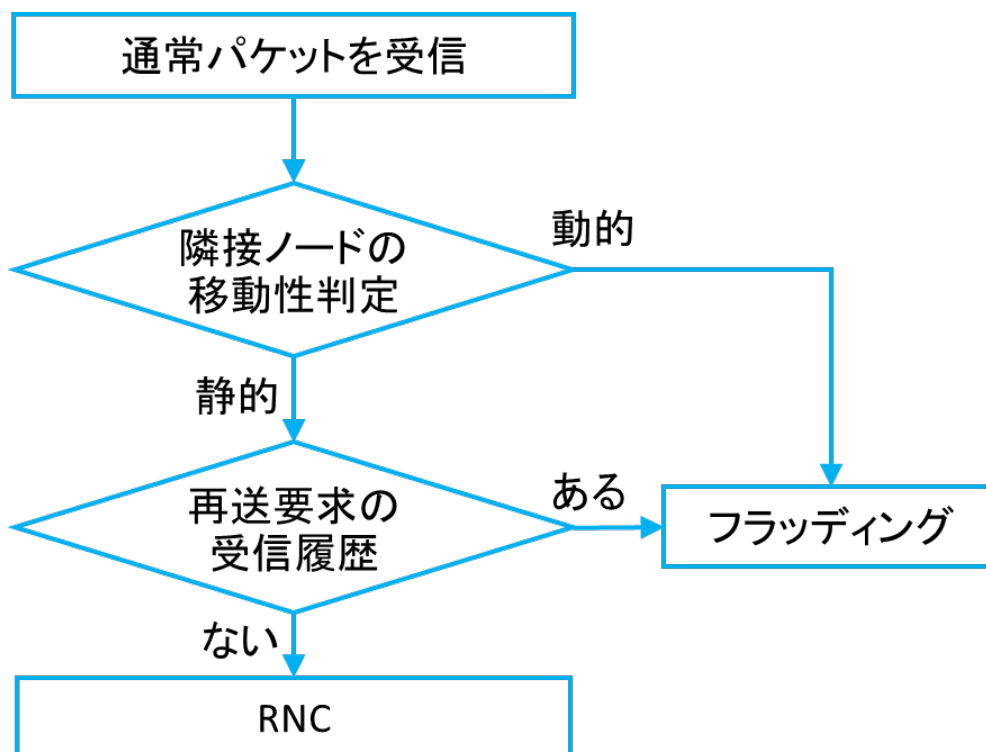 通常パケットを受信
隣接ノードの
移動性判定
動的
静的
再送要求の
受信履歴
ある
フラッディング
ない
RNC